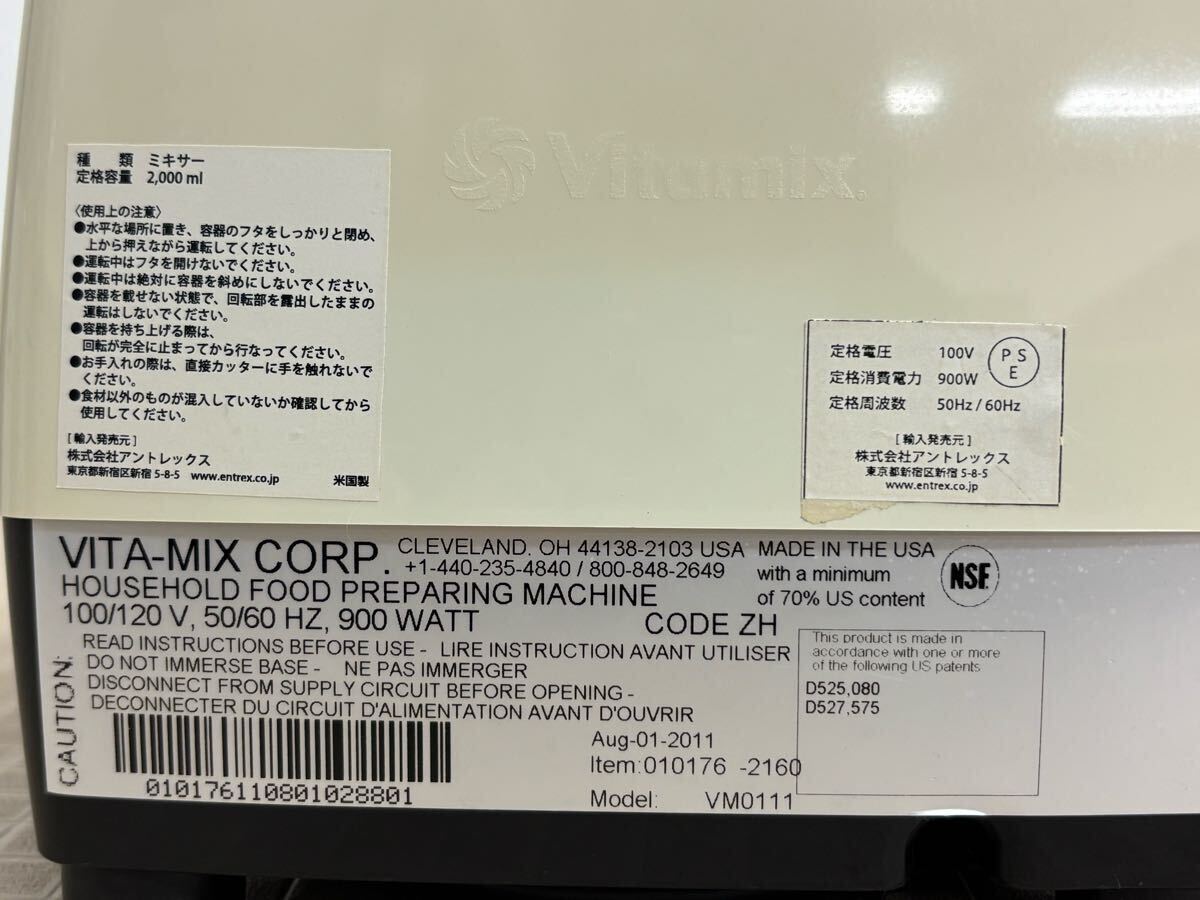 Vitamix
種 類 ミキサー
定格容量 2,000 ml
〈使用上の注意〉
●水平な場所に置き、容器のフタをしっかりと閉め、
上から押えながら運転してください。
●運転中はフタを開けないでください。
●運転中は絶対に容器を斜めにしないでください。
●容器を載せない状態で、回転部を露出したままの
運転はしないでください。
●容器を持ち上げる際は、
回転が完全に止まってから行なってください。
●お手入れの際は、直接カッターに手を触れないで
ください。
●食材以外のものが混入していないか確認してから
使用してください。
[ 輸入発売元 ]
株式会社アントレックス
東京都新宿区新宿 5-8-5 www.entrex.co.jp 米国製
定格電圧 100V
定格消費電力 900W
定格周波数 50Hz / 60Hz
P S
E
[ 輸入発売元 ]
株式会社アントレックス
東京都新宿区新宿 5-8-5
www.entrex.co.jp
VITA-MIX CORP. CLEVELAND, OH 44138-2103 USA
+1-440-235-4840 / 800-848-2649
HOUSEHOLD FOOD PREPARING MACHINE
100/120 V, 50/60 HZ, 900 WATT CODE ZH
MADE IN THE USA
with a minimum
of 70% US content
NSF
CAUTION:
READ INSTRUCTIONS BEFORE USE - LIRE INSTRUCTION AVANT UTILISER
DO NOT IMMERSE BASE - NE PAS IMMERGER
DISCONNECT FROM SUPPLY CIRCUIT BEFORE OPENING -
DECONNECTER DU CIRCUIT D'ALIMENTATION AVANT D'OUVRIR
This product is made in
accordance with one or more
of the following US patents
D525,080
D527,575
0101761108010288​01
Aug-01-2011
Item:010176 -2160
Model: VM0111